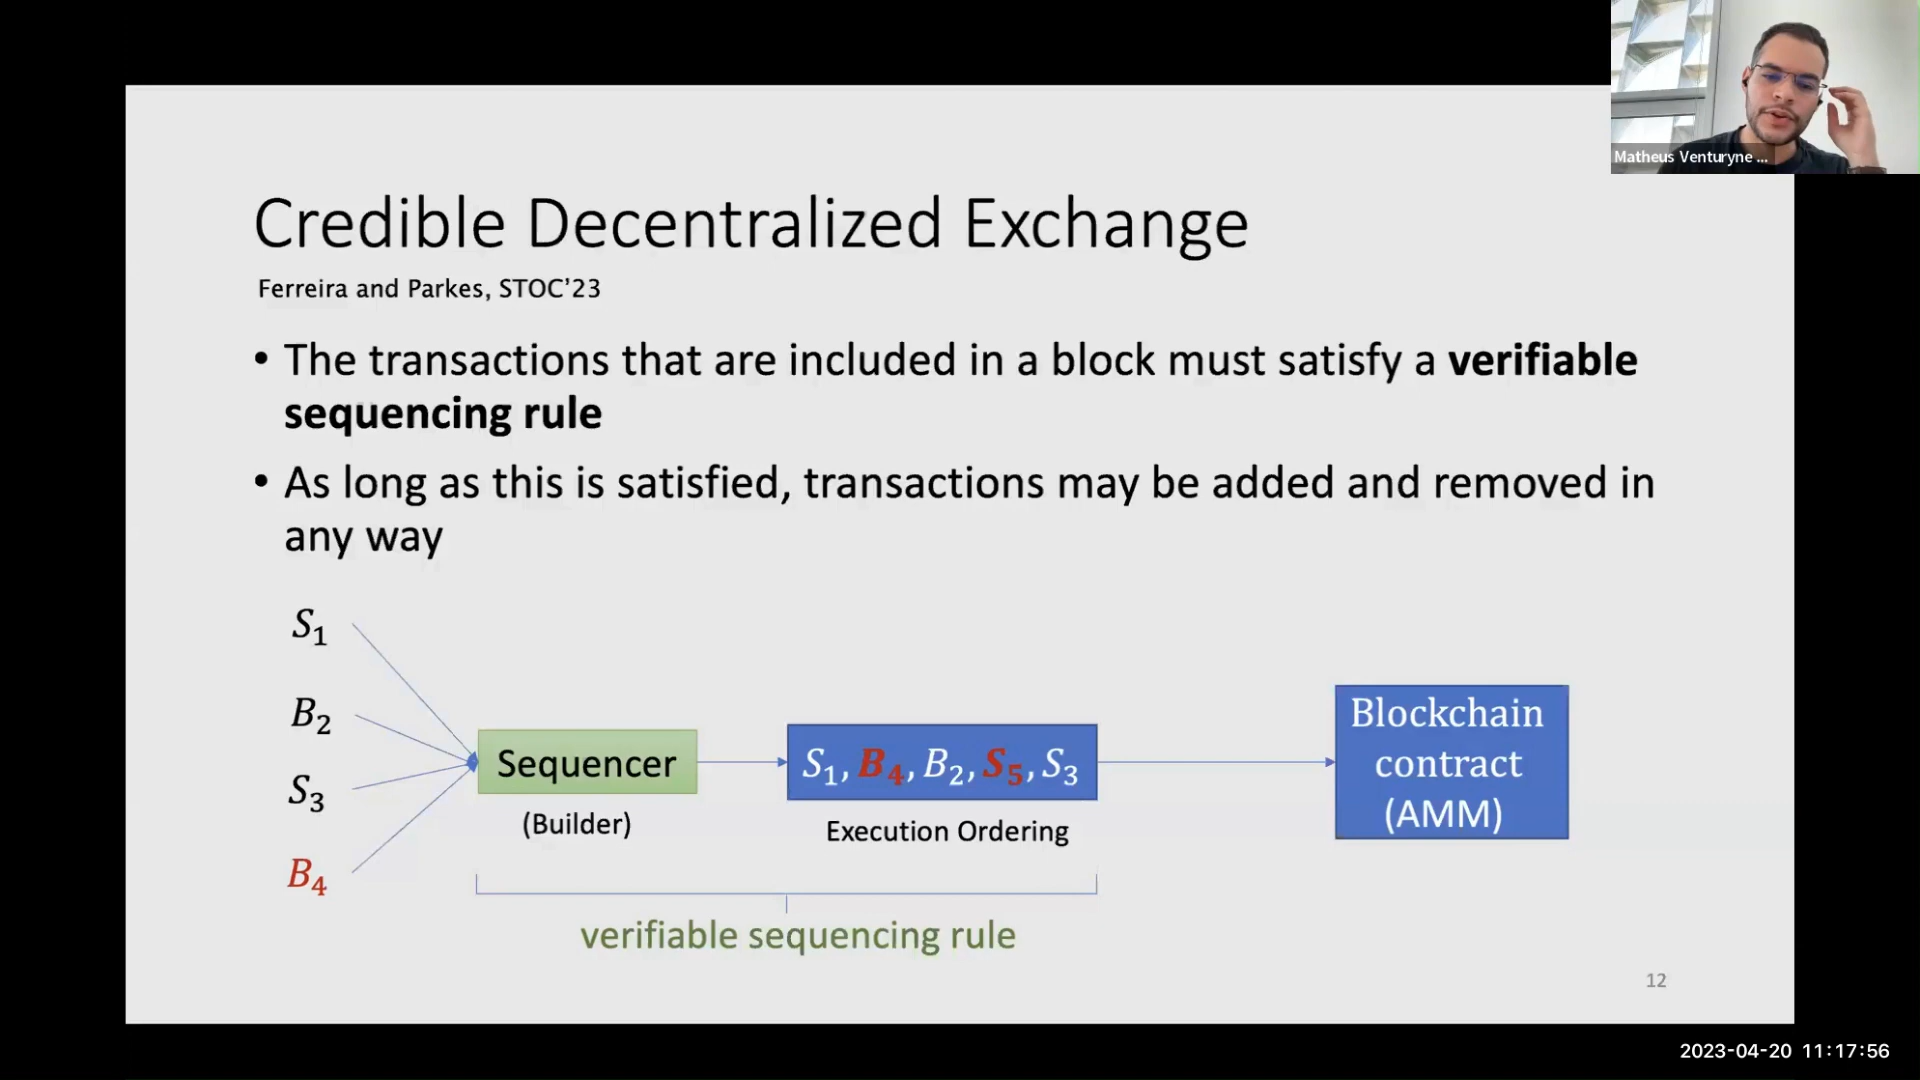 Matheus Venturyne ...
Credible Decentralized Exchange
Ferreira and Parkes, STOC'23
• The transactions that are included in a block must satisfy a verifiable
sequencing rule
• As long as this is satisfied, transactions may be added and removed in
any way
S₁
B₂
S₃
B₄
Sequencer
(Builder)
S₁, B₄, B₂, S₅, S₃
Execution Ordering
Blockchain
contract
(AMM)
verifiable sequencing rule
12
2023-04-20 11:17:56